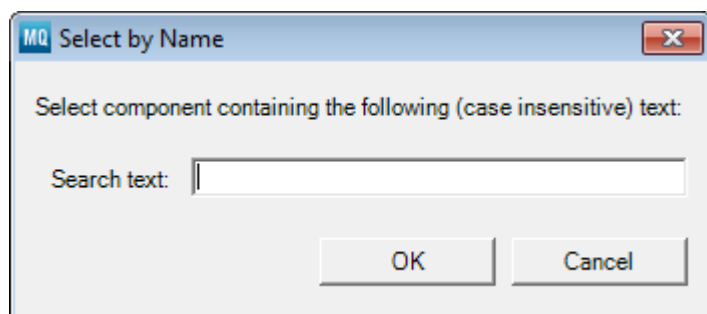 MQ Select by Name
Select component containing the following (case insensitive) text:
Search text:
OK Cancel